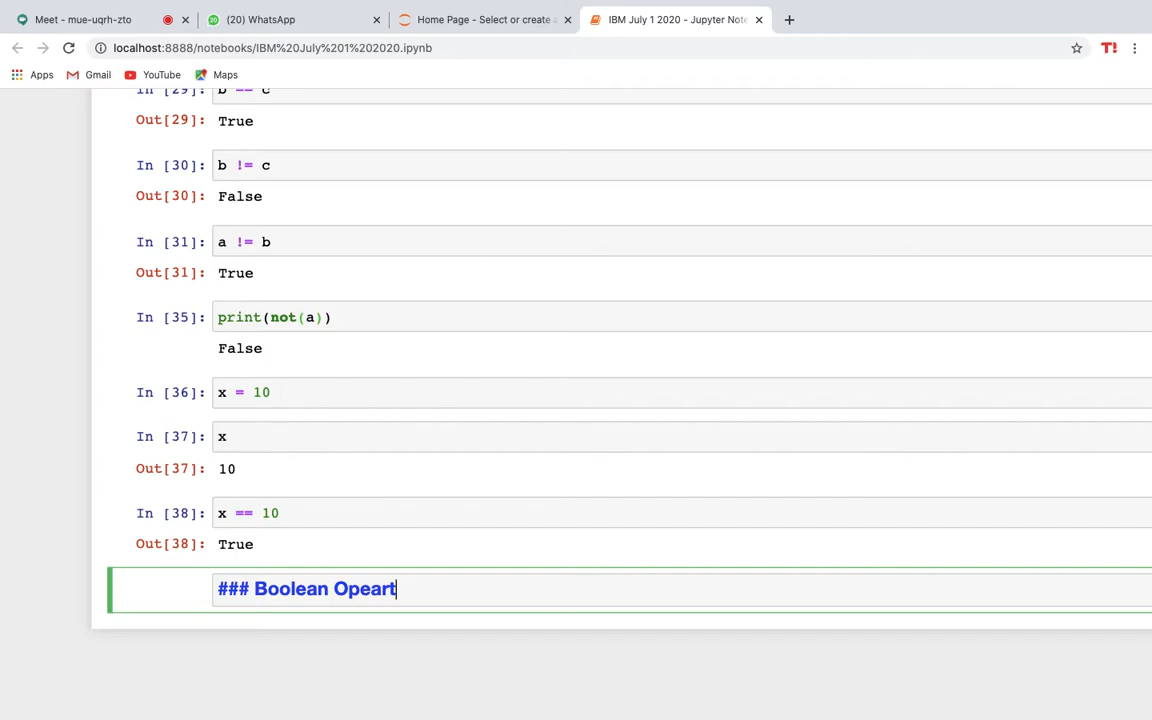 Meet - mue-uqrh-zto
(20) WhatsApp
Home Page - Select or create a
IBM July 1 2020 - Jupyter Note
localhost:8888/notebooks/IBM%20July%201%202020.ipynb
Apps Gmail YouTube Maps
In [29]: b == c
Out[29]: True
In [30]: b != c
Out[30]: False
In [31]: a != b
Out[31]: True
In [35]: print(not(a))
False
In [36]: x = 10
In [37]: x
Out[37]: 10
In [38]: x == 10
Out[38]: True
### Boolean Opeart